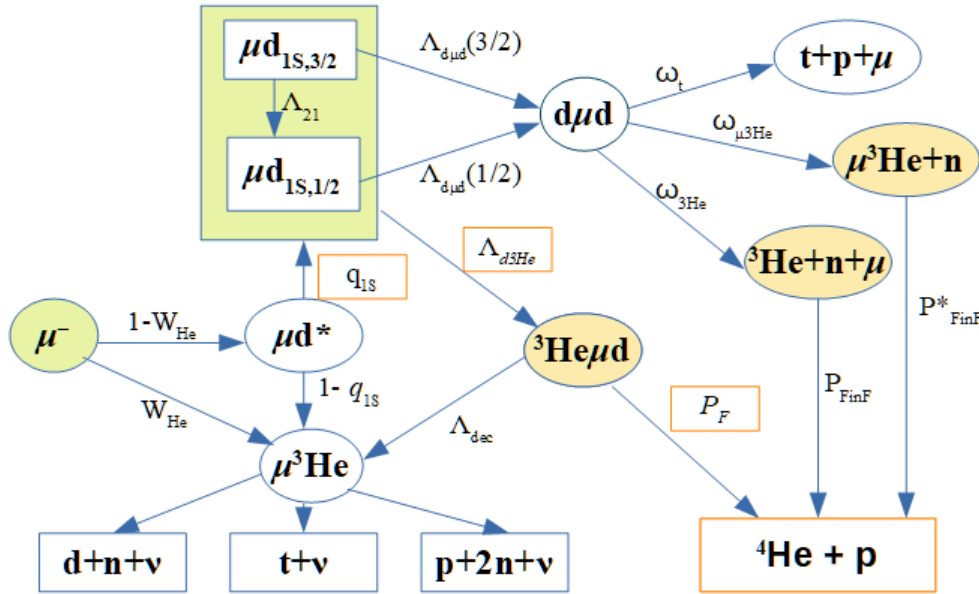 μd1S,3/2
Λdμd(3/2)
t+p+μ
ωt
Λ21
dμd
ωμ3He
μd1S,1/2
Λdμd(1/2)
μ³He+n
ω3He
Λd3He
³He+n+μ
q1S
P*FinF
μ⁻
1-WHe
μd*
³Heμd
1- q1S
PFinF
WHe
PF
Λdec
μ³He
d+n+ν
t+ν
p+2n+ν
⁴He + p